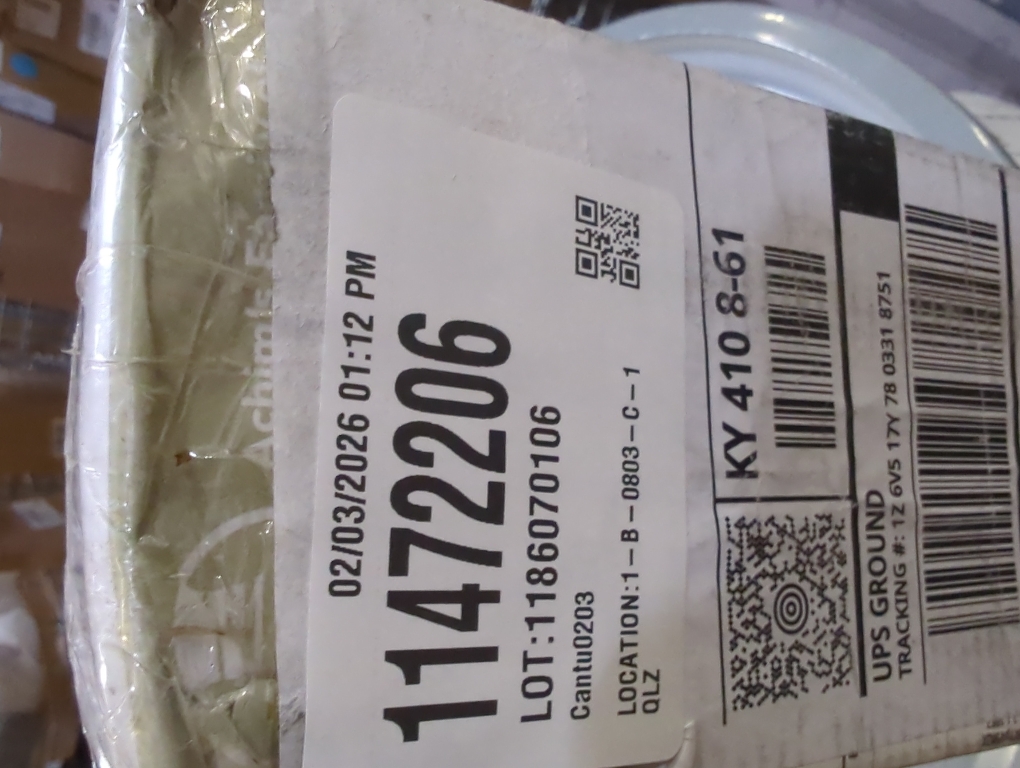 02/03/2026 01:12 PM
11472206
LOT:118607070106
Cantu0203
LOCATION:1-B-0803-C-1
QLZ
KY 410 8-61
UPS GROUND
TRACKING #: 1Z 6V5 17Y 78 0331 8751